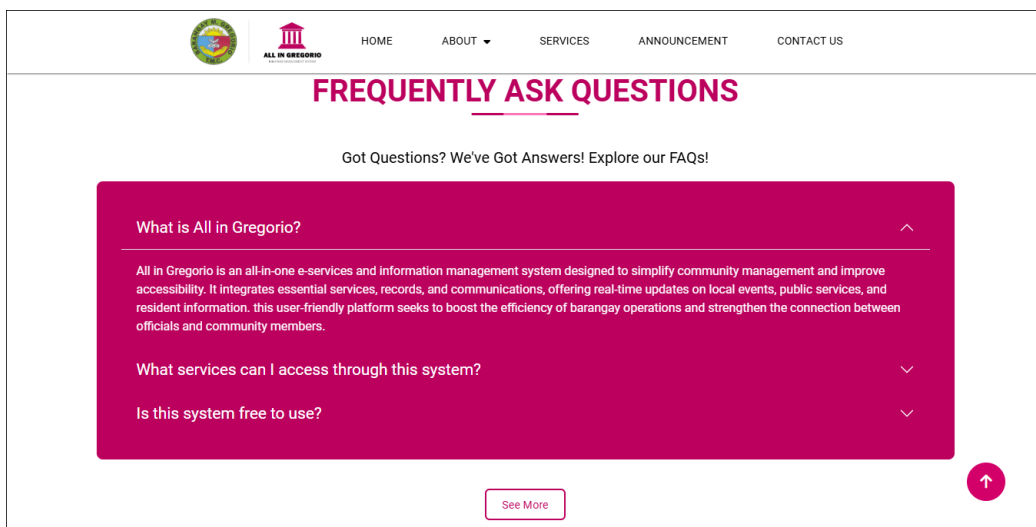 BARANGAY M. GREGORIO
ALL IN GREGORIO
HOME
ABOUT
SERVICES
ANNOUNCEMENT
CONTACT US
FREQUENTLY ASK QUESTIONS
Got Questions? We've Got Answers! Explore our FAQs!
What is All in Gregorio?
All in Gregorio is an all-in-one e-services and information management system designed to simplify community management and improve
accessibility. It integrates essential services, records, and communications, offering real-time updates on local events, public services, and
resident information. this user-friendly platform seeks to boost the efficiency of barangay operations and strengthen the connection between
officials and community members.
What services can I access through this system?
Is this system free to use?
See More